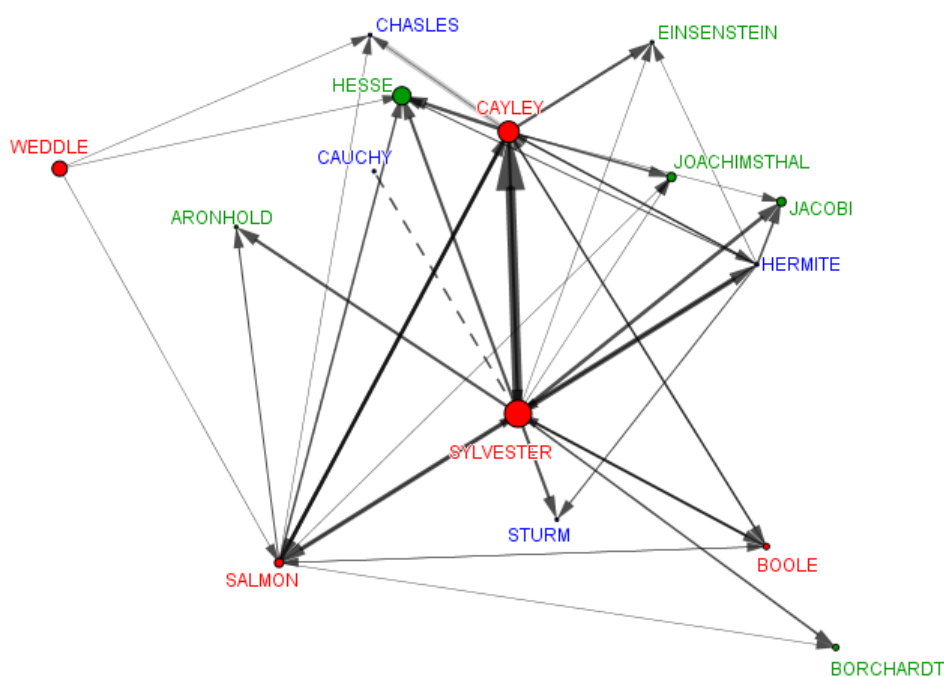 CHASLES
EINSENSTEIN
HESSE
CAYLEY
WEDDLE
CAUCHY
JOACHIMSTHAL
ARONHOLD
JACOBI
HERMITE
SYLVESTER
STURM
BOOLE
SALMON
BORCHARDT